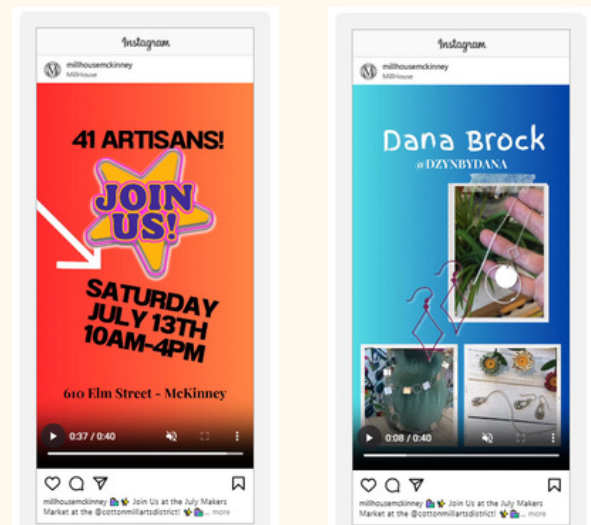 Instagram
millhousemckinney
MillHouse
41 ARTISANS!
JOIN
US!
SATURDAY
JULY 13TH
10AM-4PM
610 Elm Street - McKinney
0:37 / 0:40
millhousemckinney Join Us at the July Makers
Market at the @cottonmillartsdistrict! ... more
Instagram
millhousemckinney
MillHouse
Dana Brock
@DZYNBYDANA
0:08 / 0:40
millhousemckinney Join Us at the July Makers
Market at the @cottonmillartsdistrict! ... more